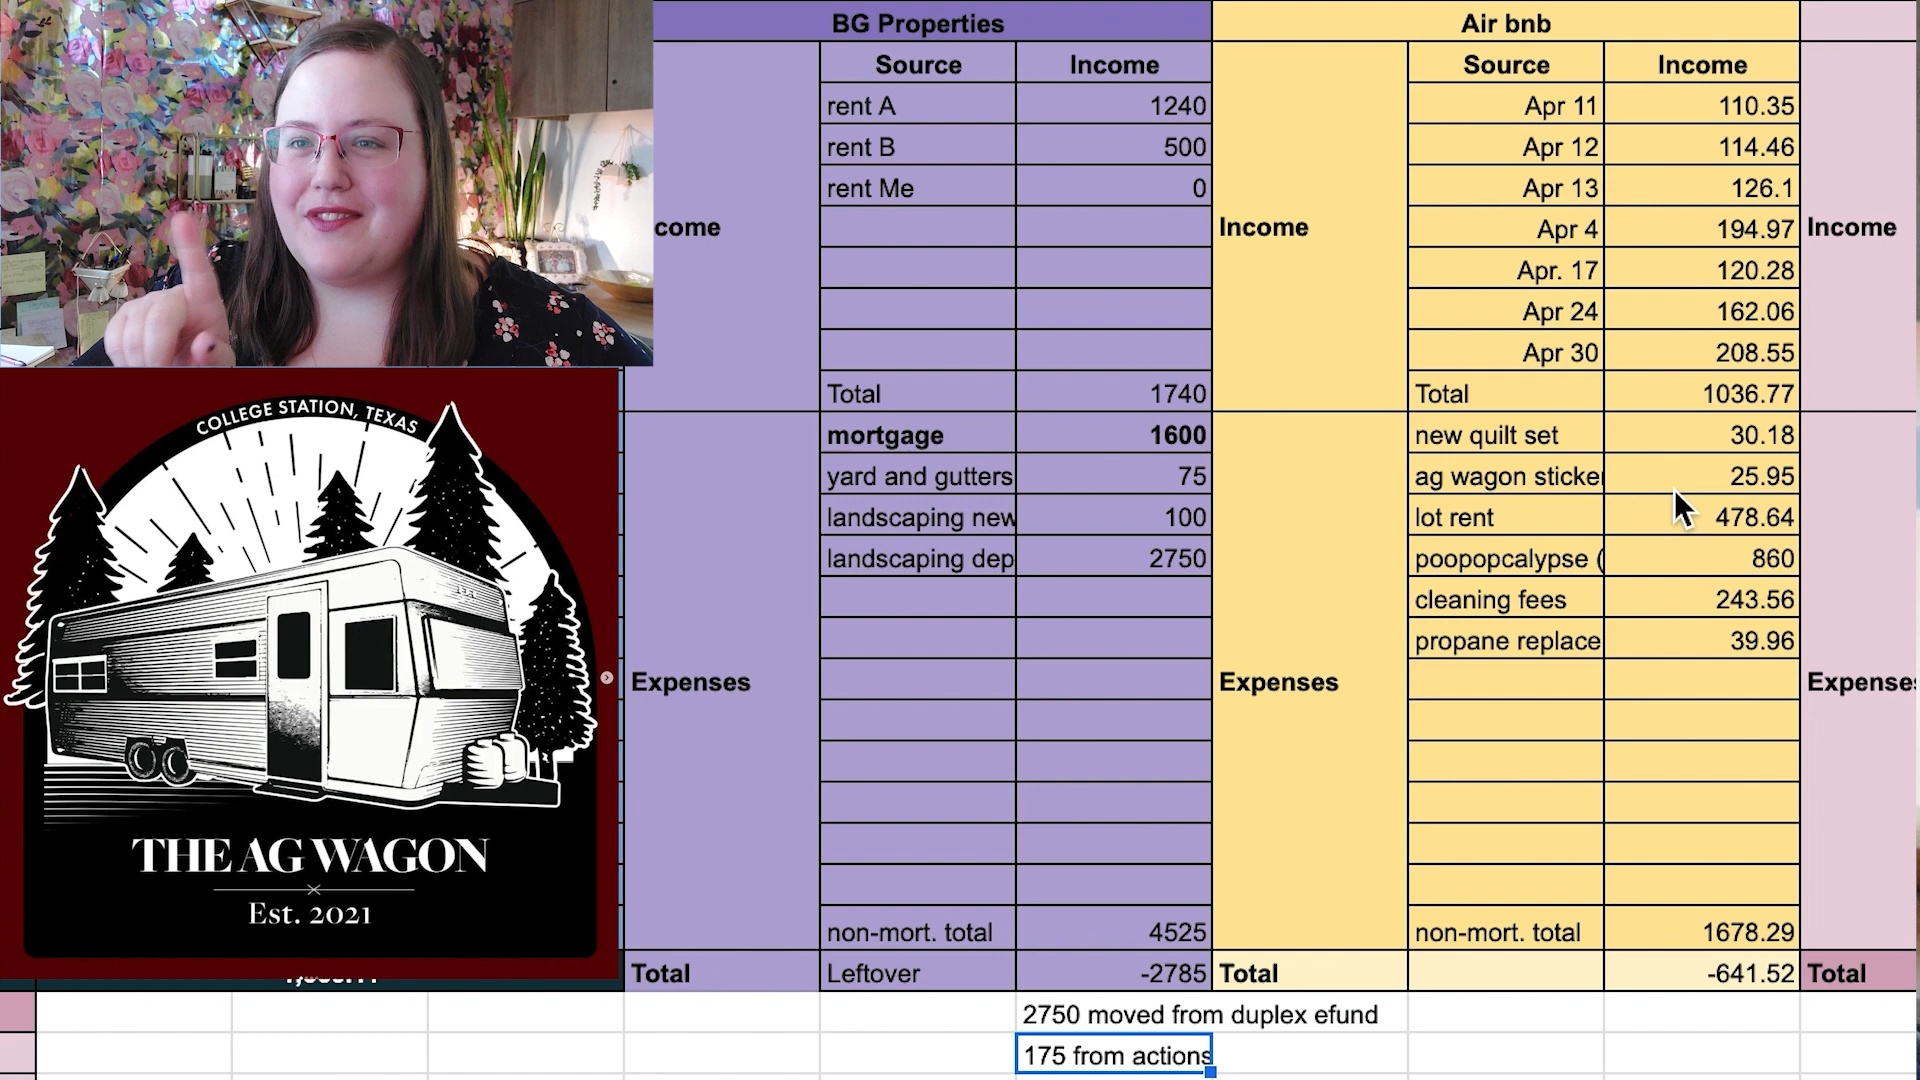 BG Properties Air bnb
Source Income Source Income
rent A 1240 Apr 11 110.35
rent B 500 Apr 12 114.46
rent Me 0 Apr 13 126.1
come Income Apr 4 194.97 Income
Apr. 17 120.28
Apr 24 162.06
Apr 30 208.55
Total 1740 Total 1036.77
mortgage 1600 new quilt set 30.18
yard and gutters 75 ag wagon sticker 25.95
landscaping new 100 lot rent 478.64
landscaping dep 2750 poopopcalypse ( 860
cleaning fees 243.56
propane replace 39.96
Expenses Expenses Expenses
non-mort. total 4525 non-mort. total 1678.29
Total Leftover -2785 Total -641.52 Total
2750 moved from duplex efund
175 from actions
COLLEGE STATION, TEXAS
THE AG WAGON
Est. 2021